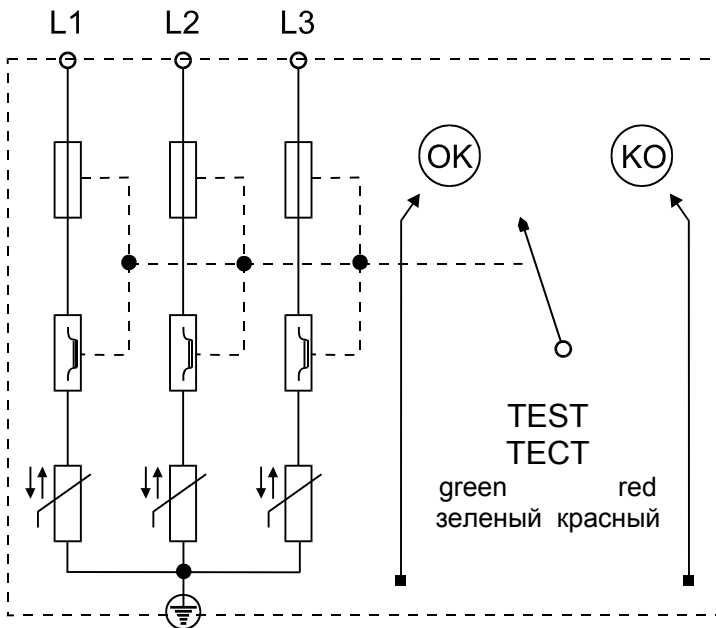 L1 L2 L3
OK KO
TEST
ТЕСТ
green red
зеленый красный